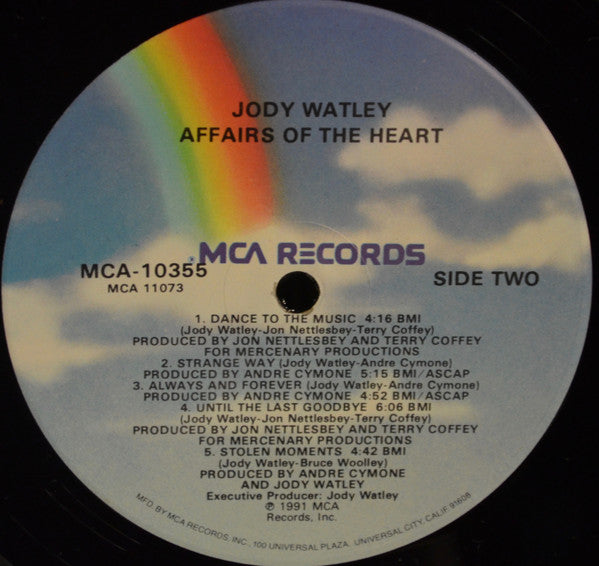 JODY WATLEY
AFFAIRS OF THE HEART
MCA RECORDS
MCA-10355
MCA 11073
SIDE TWO
1. DANCE TO THE MUSIC 4:16 BMI
(Jody Watley-Jon Nettlesbey-Terry Coffey)
PRODUCED BY JON NETTLESBEY AND TERRY COFFEY
FOR MERCENARY PRODUCTIONS
2. STRANGE WAY (Jody Watley-Andre Cymone)
PRODUCED BY ANDRE CYMONE 5:15 BMI/ASCAP
3. ALWAYS AND FOREVER (Jody Watley-Andre Cymone)
PRODUCED BY ANDRE CYMONE 4:52 BMI/ASCAP
4. UNTIL THE LAST GOODBYE 6:06 BMI
(Jody Watley-Jon Nettlesbey-Terry Coffey)
PRODUCED BY JON NETTLESBEY AND TERRY COFFEY
FOR MERCENARY PRODUCTIONS
5. STOLEN MOMENTS 4:42 BMI
(Jody Watley-Bruce Woolley)
PRODUCED BY ANDRE CYMONE
AND JODY WATLEY
Executive Producer: Jody Watley
℗ 1991 MCA
Records, Inc.
MFD. BY MCA RECORDS, INC., 100 UNIVERSAL PLAZA, UNIVERSAL CITY, CALIF. 91608